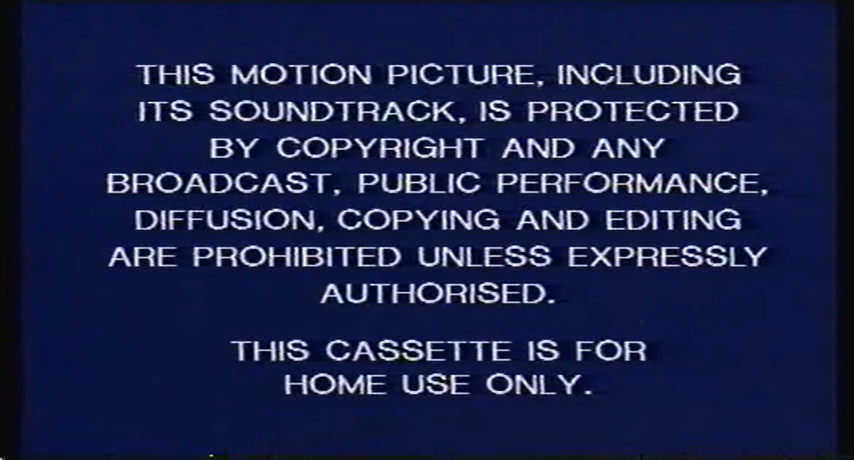 THIS MOTION PICTURE, INCLUDING
ITS SOUNDTRACK, IS PROTECTED
BY COPYRIGHT AND ANY
BROADCAST, PUBLIC PERFORMANCE,
DIFFUSION, COPYING AND EDITING
ARE PROHIBITED UNLESS EXPRESSLY
AUTHORISED.
THIS CASSETTE IS FOR
HOME USE ONLY.